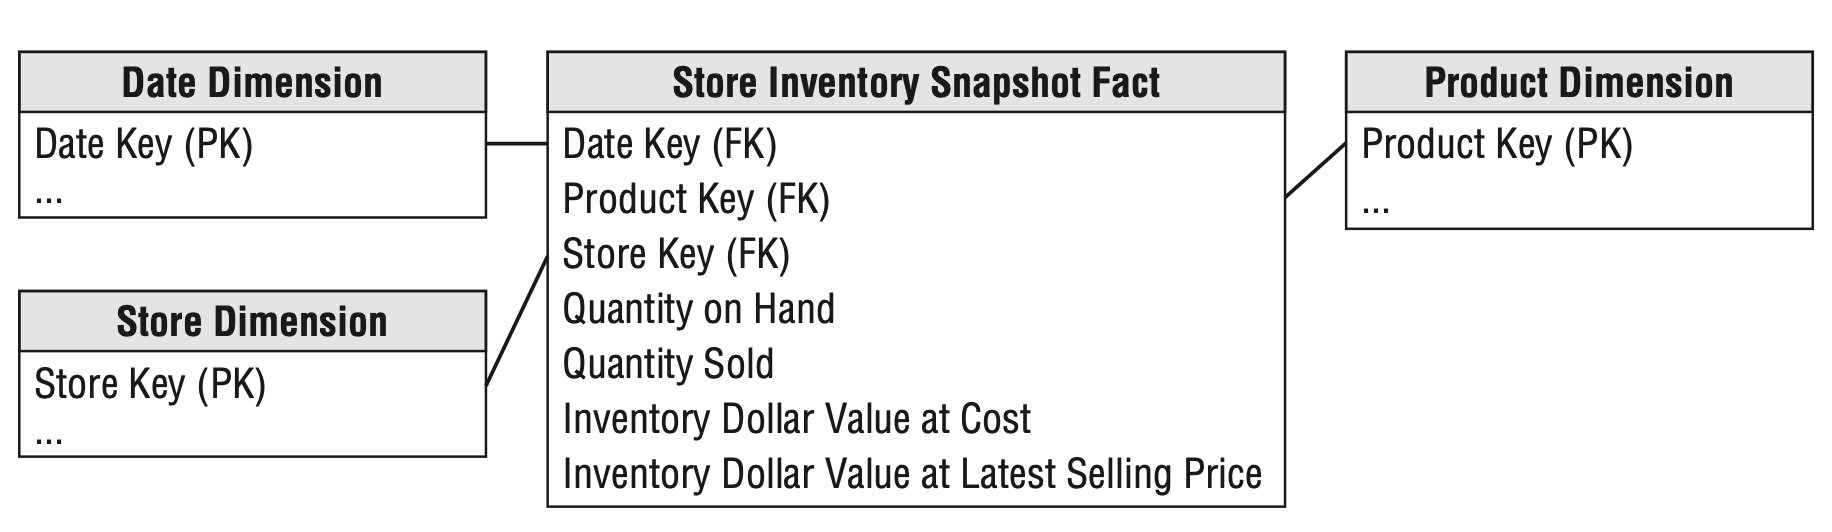 Date Dimension
Date Key (PK)
...
Store Dimension
Store Key (PK)
...
Store Inventory Snapshot Fact
Date Key (FK)
Product Key (FK)
Store Key (FK)
Quantity on Hand
Quantity Sold
Inventory Dollar Value at Cost
Inventory Dollar Value at Latest Selling Price
Product Dimension
Product Key (PK)
...